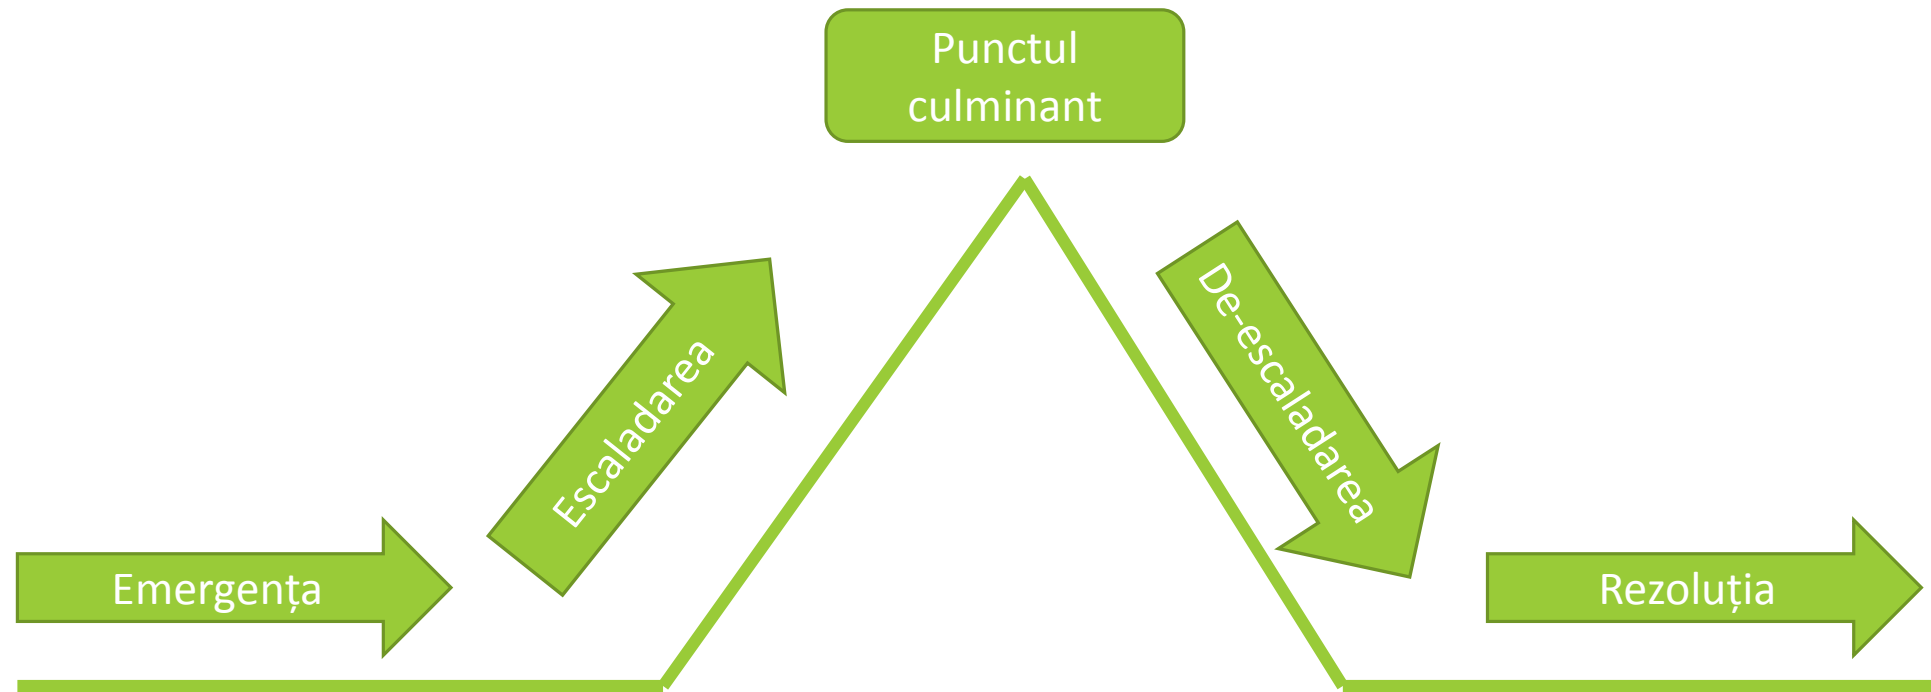 Punctul
culminant
Escaladarea
De-escaladarea
Emergența
Rezoluția